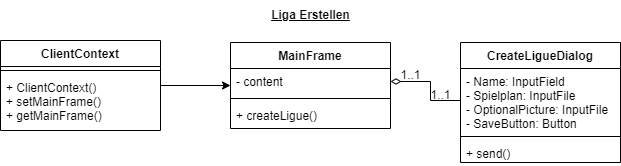 Liga Erstellen
ClientContext
+ ClientContext()
+ setMainFrame()
+ getMainFrame()
MainFrame
- content
+ createLigue()
1..1
1..1
CreateLigueDialog
- Name: InputField
- Spielplan: InputFile
- OptionalPicture: InputFile
- SaveButton: Button
+ send()